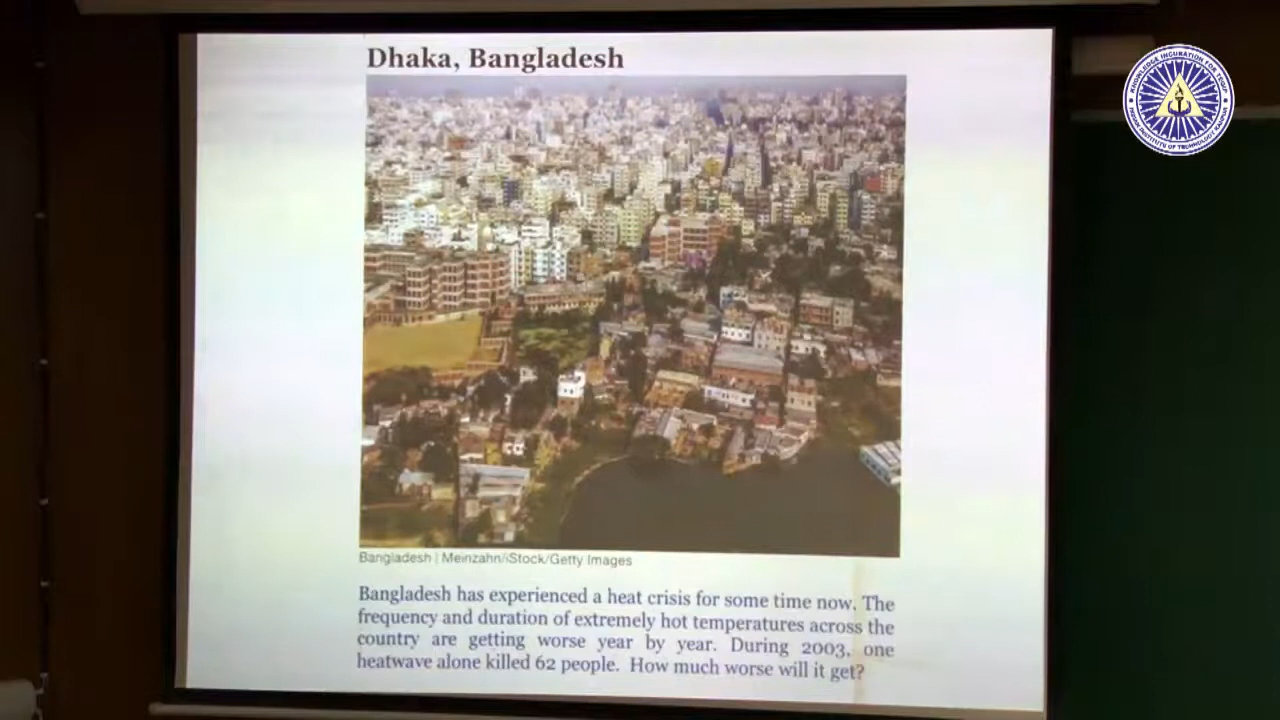 Dhaka, Bangladesh
Bangladesh | Meinzahn/iStock/Getty Images
Bangladesh has experienced a heat crisis for some time now. The
frequency and duration of extremely hot temperatures across the
country are getting worse year by year. During 2003, one
heatwave alone killed 62 people. How much worse will it get?